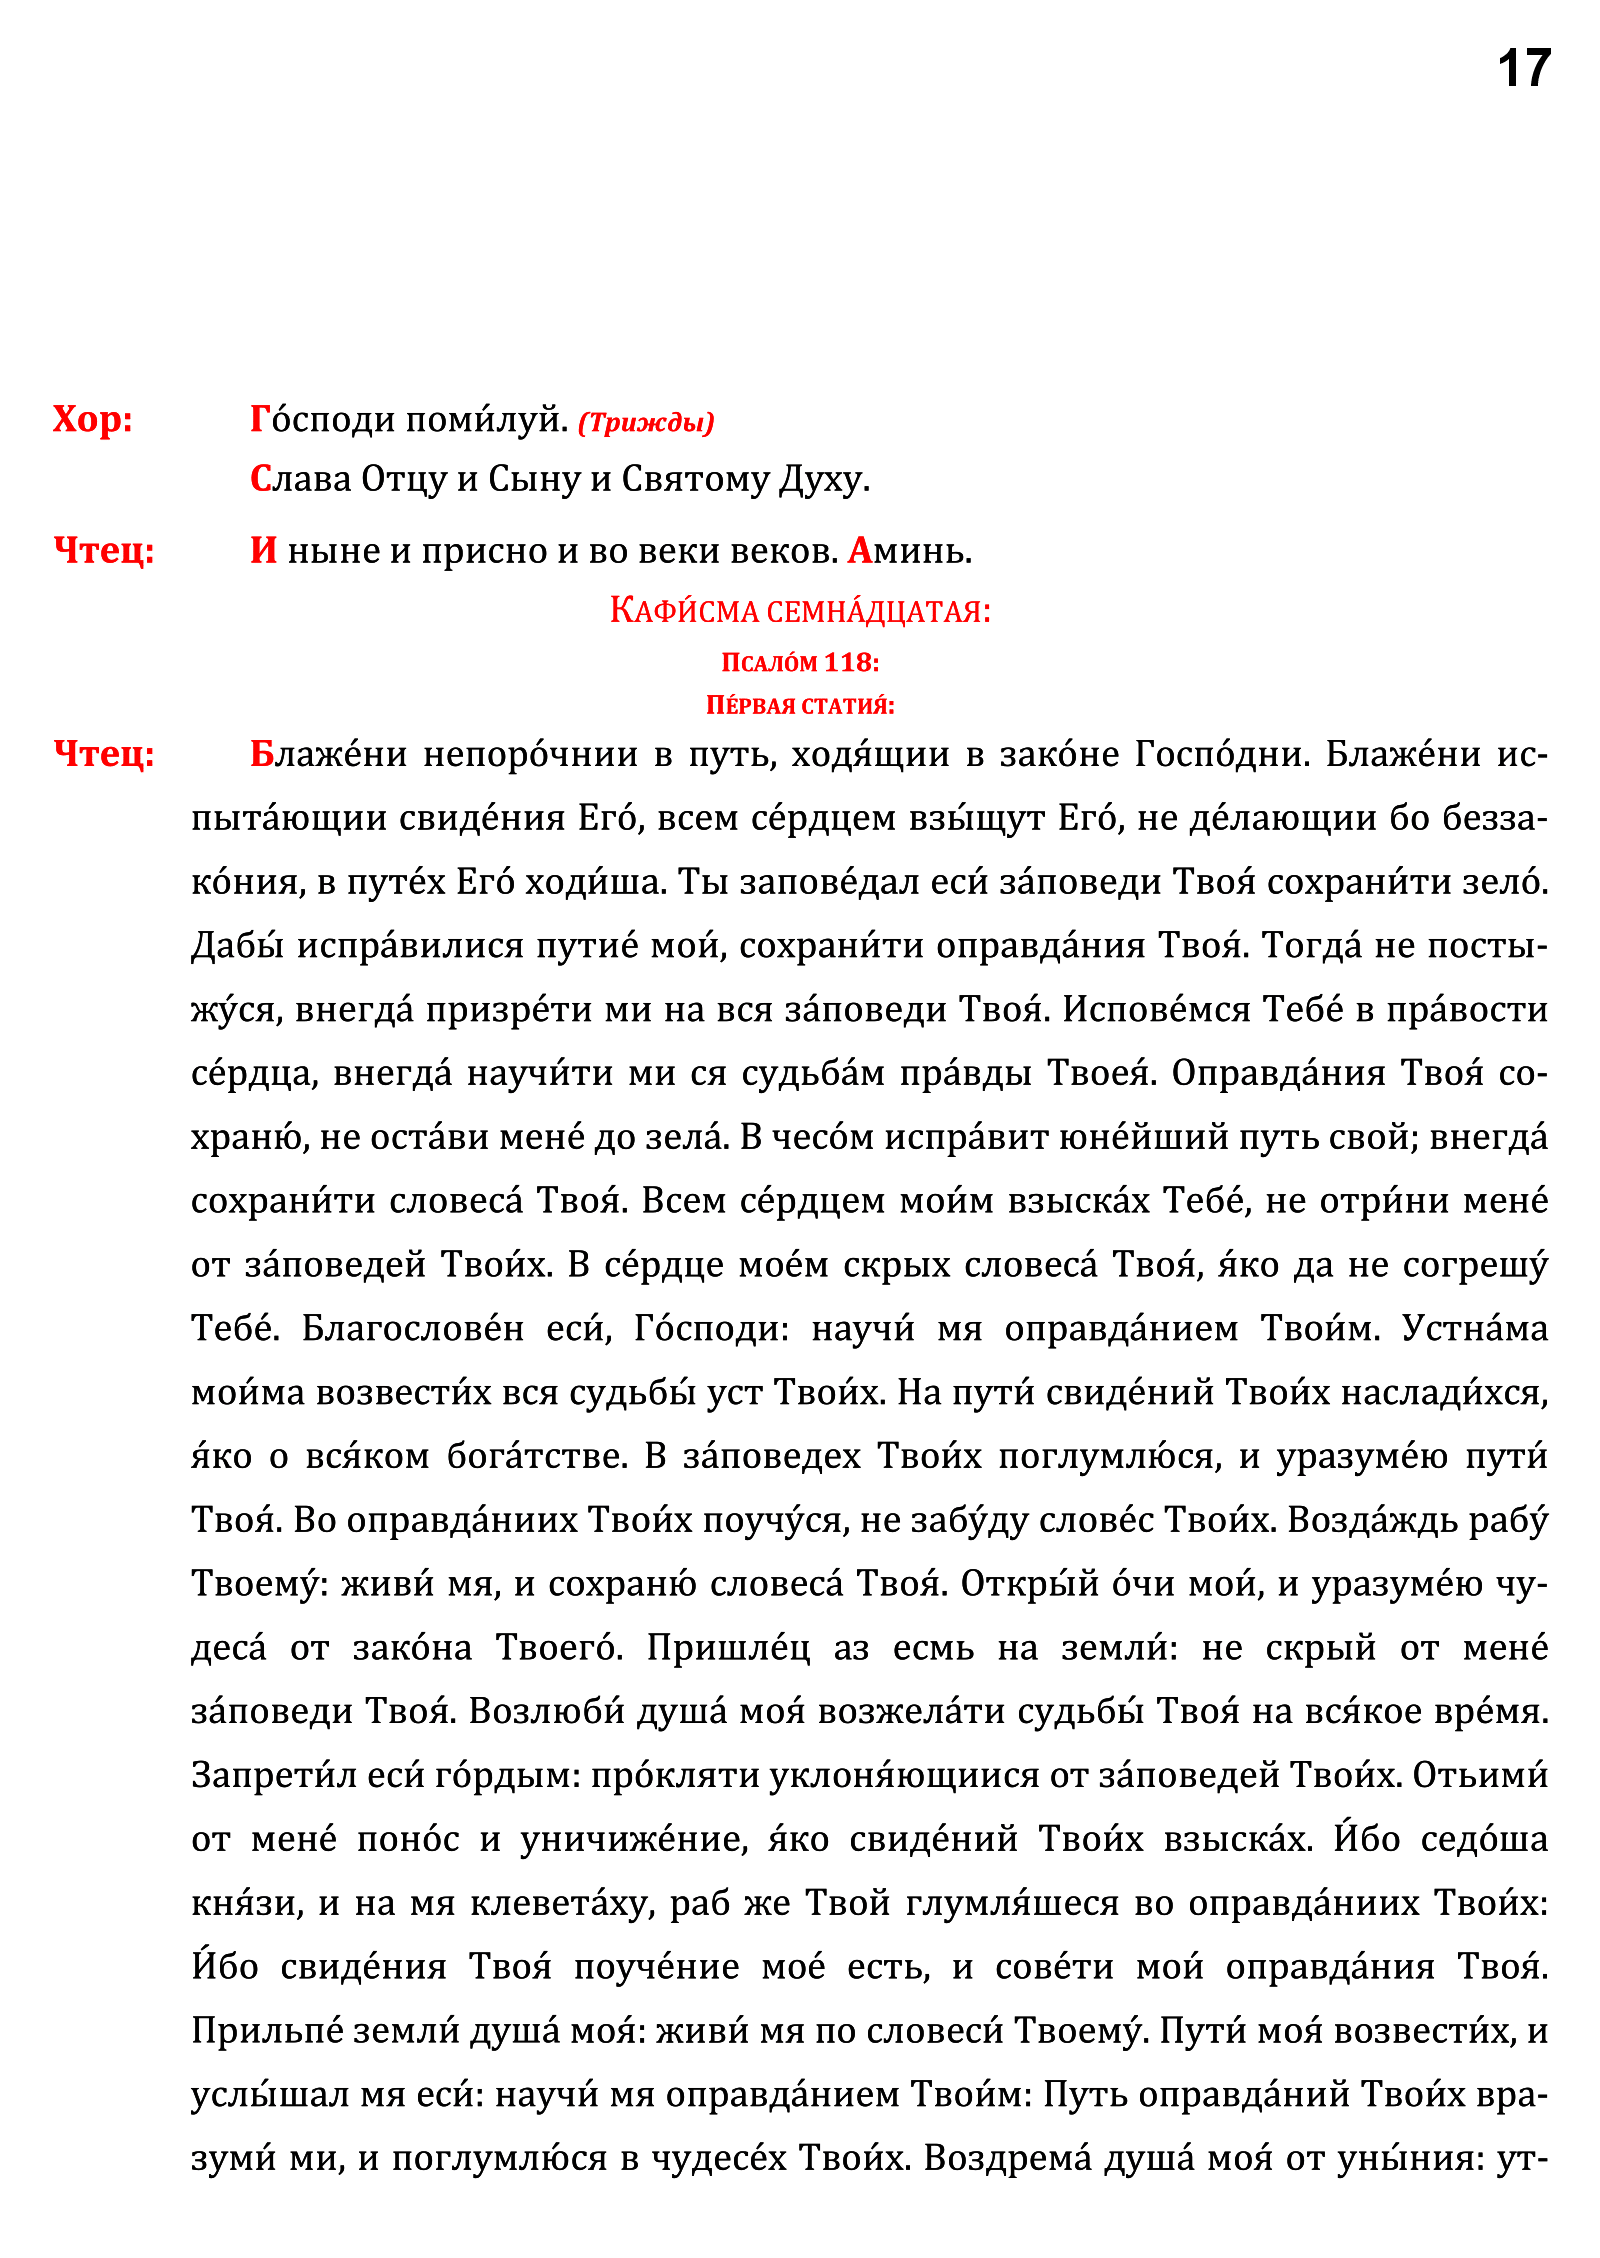 17
Хор: Го́споди поми́луй. (Трижды)
Слава Отцу и Сыну и Святому Духу.
Чтец: И ныне и присно и во веки веков. Аминь.
Кафи́сма семна́дцатая:
Псало́м 118:
Пе́рвая статия́:
Чтец: Блаже́ни непоро́чнии в путь, ходя́щии в зако́не Госпо́дни. Блаже́ни ис-
пыта́ющии свиде́ния Его́, всем се́рдцем взы́щут Его́, не де́лающии бо безза-
ко́ния, в путе́х Его́ ходи́ша. Ты запове́дал еси́ за́поведи Твоя́ сохрани́ти зело́.
Дабы́ испра́вилися путие́ мои́, сохрани́ти оправда́ния Твоя́. Тогда́ не посты-
жу́ся, внегда́ призре́ти ми на вся за́поведи Твоя́. Испове́мся Тебе́ в пра́вости
се́рдца, внегда́ научи́ти ми ся судьба́м пра́вды Твоея́. Оправда́ния Твоя́ со-
храню́, не оста́ви мене́ до зела́. В чесо́м испра́вит юне́йший путь свой; внегда́
сохрани́ти словеса́ Твоя́. Всем се́рдцем мои́м взыска́х Тебе́, не отри́ни мене́
от за́поведей Твои́х. В се́рдце мое́м скрых словеса́ Твоя́, я́ко да не согрешу́
Тебе́. Благослове́н еси́, Го́споди: научи́ мя оправда́нием Твои́м. Устна́ма
мои́ма возвести́х вся судьбы́ уст Твои́х. На пути́ свиде́ний Твои́х наслади́хся,
я́ко о вся́ком бога́тстве. В за́поведех Твои́х поглумлю́ся, и уразуме́ю пути́
Твоя́. Во оправда́ниих Твои́х поучу́ся, не забу́ду слове́с Твои́х. Возда́ждь рабу́
Твоему́: живи́ мя, и сохраню́ словеса́ Твоя́. Откры́й о́чи мои́, и уразуме́ю чу-
деса́ от зако́на Твоего́. Пришле́ц аз есмь на земли́: не скрый от мене́
за́поведи Твоя́. Возлюби́ душа́ моя́ возжела́ти судьбы́ Твоя́ на вся́кое вре́мя.
Запрети́л еси́ го́рдым: про́кляти уклоня́ющиися от за́поведей Твои́х. Отьими́
от мене́ поно́с и уничиже́ние, я́ко свиде́ний Твои́х взыска́х. И́бо седо́ша
кня́зи, и на мя клевета́ху, раб же Твой глумля́шеся во оправда́ниих Твои́х:
И́бо свиде́ния Твоя́ поуче́ние мое́ есть, и сове́ти мои́ оправда́ния Твоя́.
Прильпе́ земли́ душа́ моя́: живи́ мя по словеси́ Твоему́. Пути́ моя́ возвести́х, и
услы́шал мя еси́: научи́ мя оправда́нием Твои́м: Путь оправда́ний Твои́х вра-
зуми́ ми, и поглумлю́ся в чудесе́х Твои́х. Воздрема́ душа́ моя́ от уны́ния: ут-